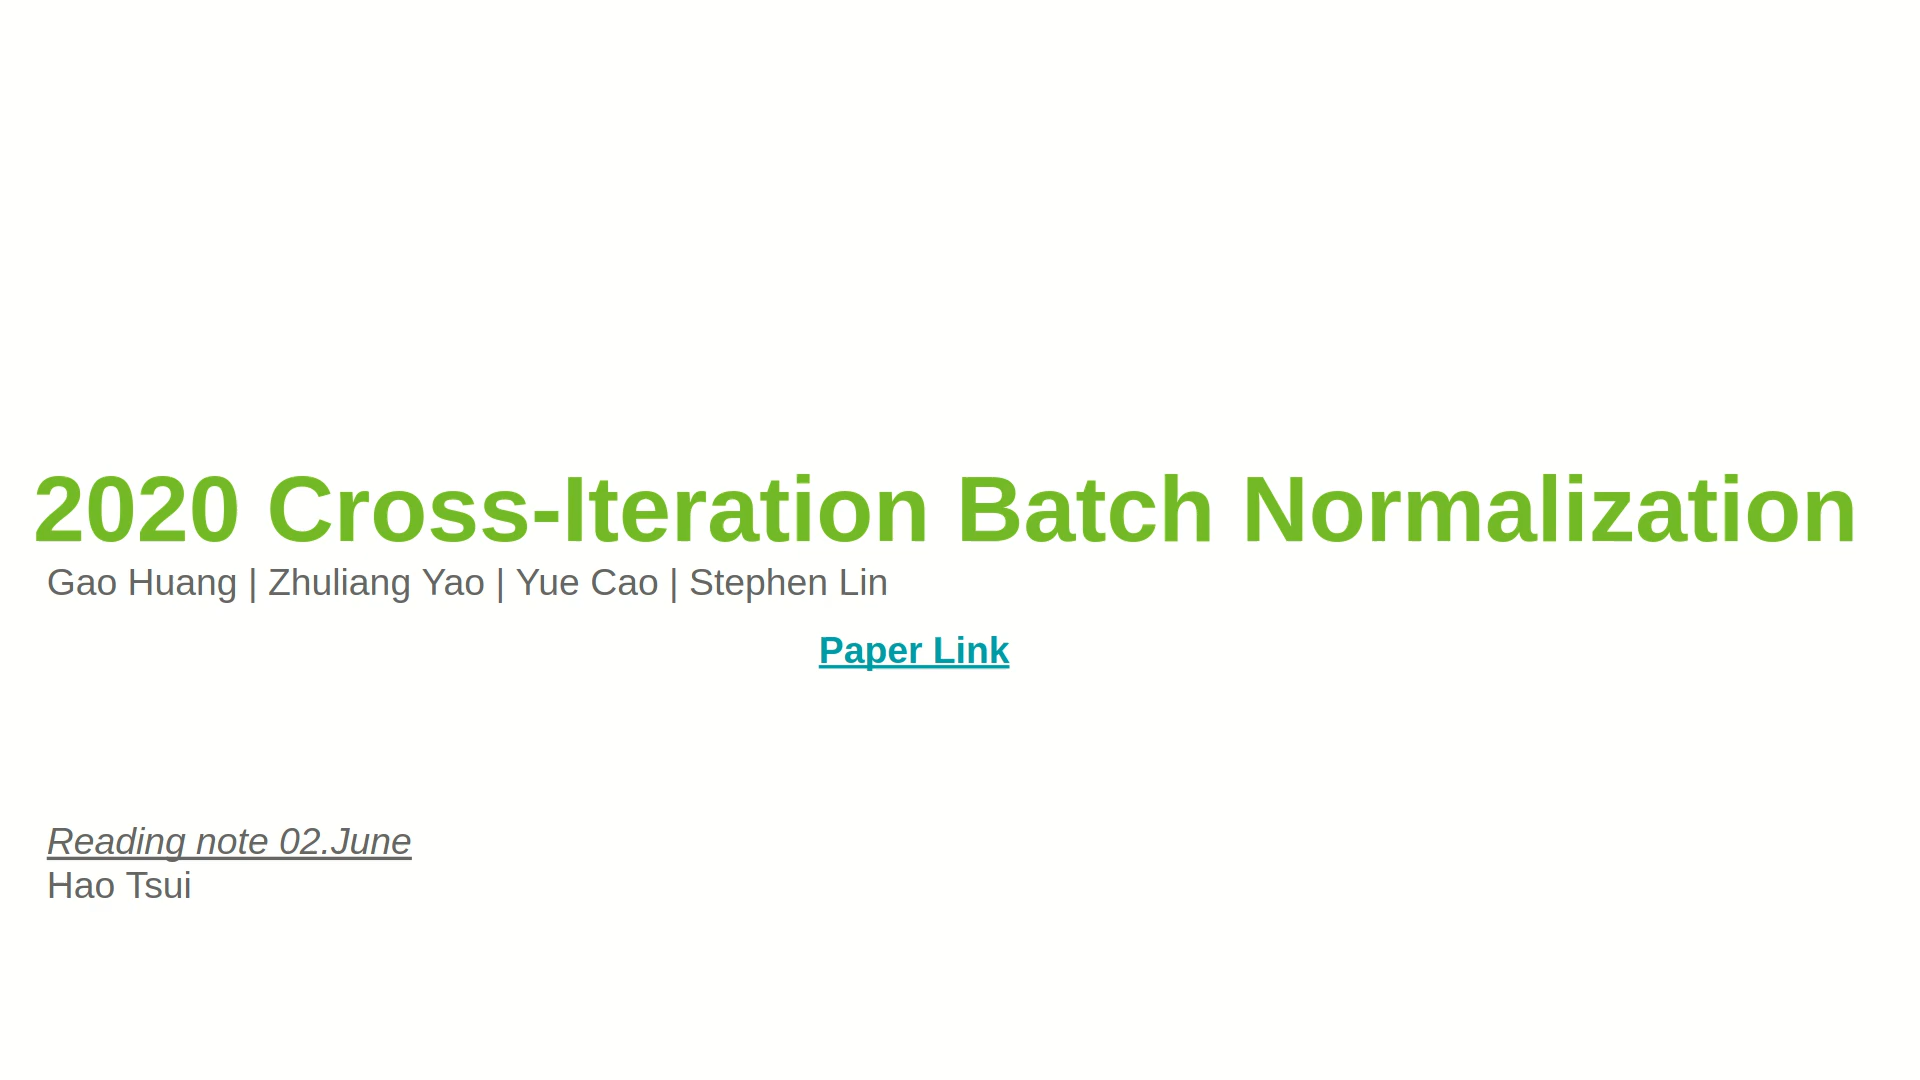 2020 Cross-Iteration Batch Normalization
Gao Huang | Zhuliang Yao | Yue Cao | Stephen Lin
Paper Link
Reading note 02.June
Hao Tsui